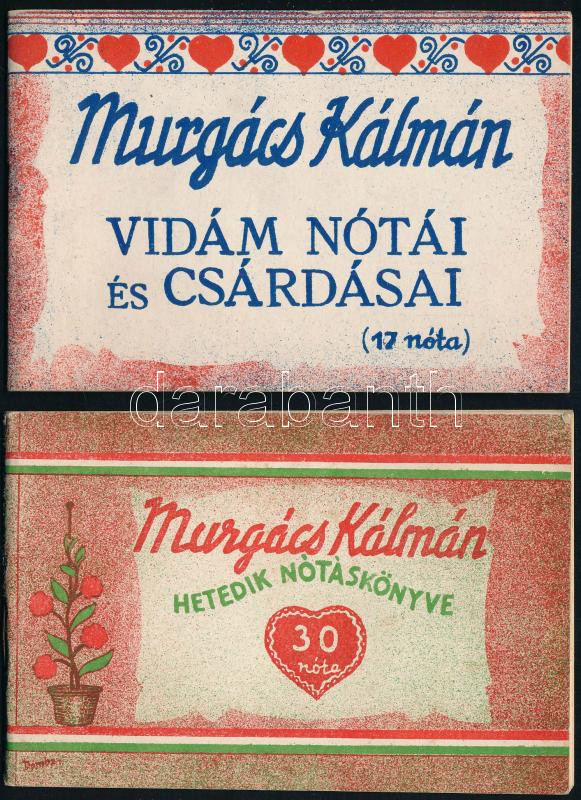 Murgács Kálmán
VIDÁM NÓTÁI
ÉS CSÁRDÁSAI
(17 nóta)
darabanth
Murgács Kálmán
HETEDIK NÓTÁSKÖNYVE
30
nóta